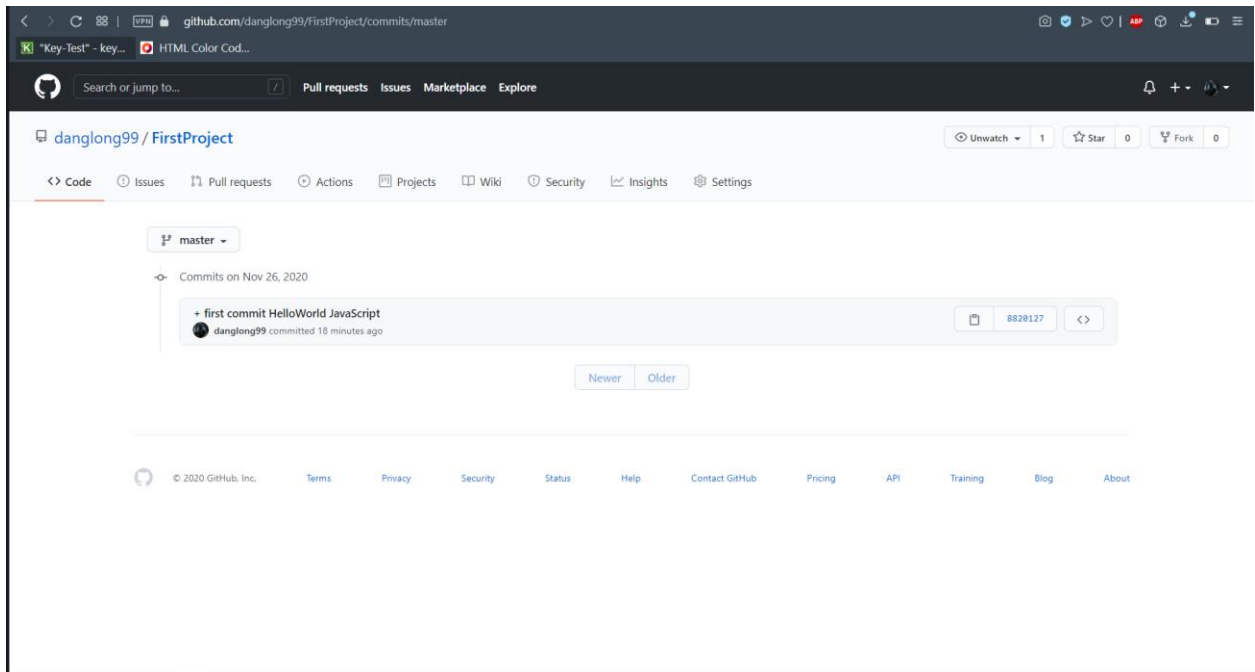 VPN github.com/danglong99/FirstProject/commits/master ABP
K "Key-Test" - key... HTML Color Cod...
Search or jump to... / Pull requests Issues Marketplace Explore
danglong99 / FirstProject Unwatch 1 Star 0 Fork 0
<> Code Issues Pull requests Actions Projects Wiki Security Insights Settings
master
Commits on Nov 26, 2020
+ first commit HelloWorld JavaScript
danglong99 committed 18 minutes ago 8820127 <>
Newer Older
© 2020 GitHub, Inc. Terms Privacy Security Status Help Contact GitHub Pricing API Training Blog About